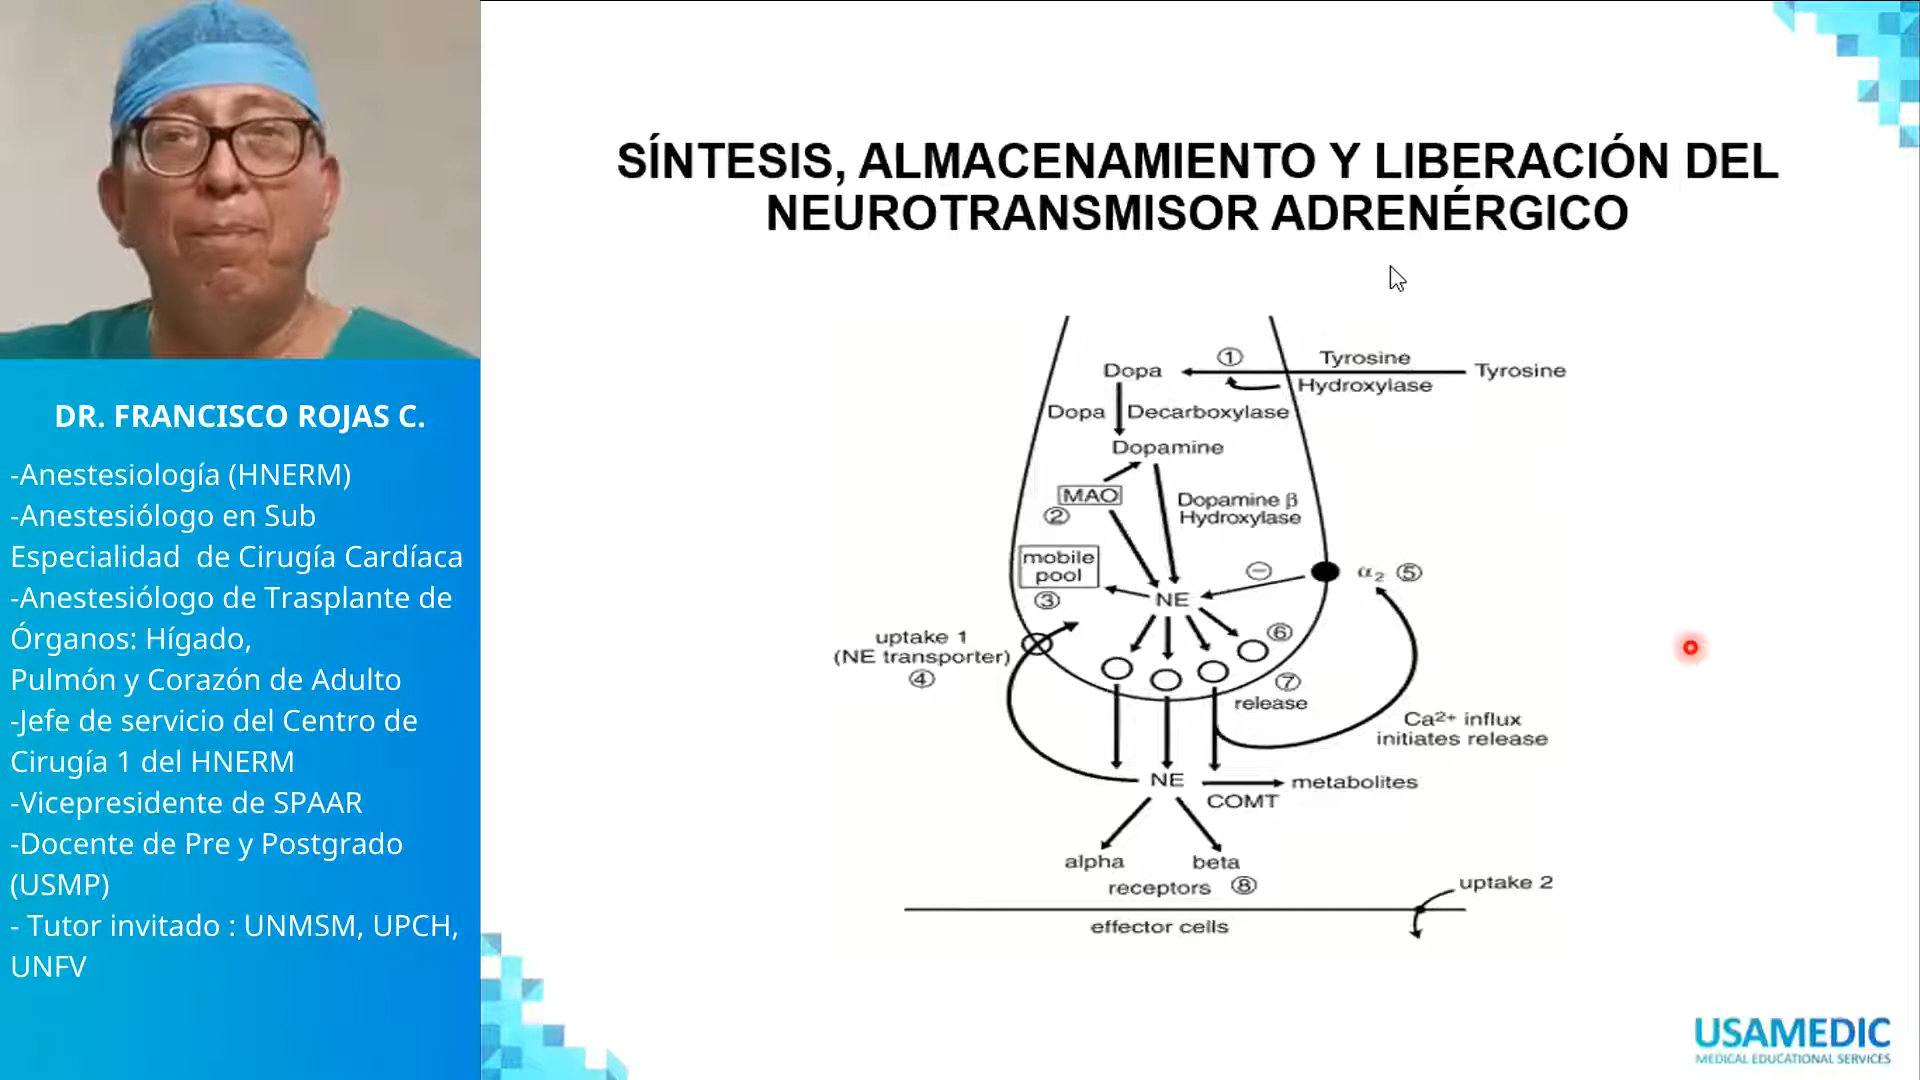 DR. FRANCISCO ROJAS C.
-Anestesiología (HNERM)
-Anestesiólogo en Sub
Especialidad de Cirugía Cardíaca
-Anestesiólogo de Trasplante de
Órganos: Hígado,
Pulmón y Corazón de Adulto
-Jefe de servicio del Centro de
Cirugía 1 del HNERM
-Vicepresidente de SPAAR
-Docente de Pre y Postgrado
(USMP)
- Tutor invitado : UNMSM, UPCH,
UNFV
SÍNTESIS, ALMACENAMIENTO Y LIBERACIÓN DEL
NEUROTRANSMISOR ADRENÉRGICO
①
Tyrosine
Dopa
Tyrosine
Hydroxylase
Dopa Decarboxylase
Dopamine
MAO
②
Dopamine β
Hydroxylase
mobile
pool
③
NE
⊖
α₂ ⑤
uptake 1
(NE transporter)
④
⑥
⑦
release
Ca²⁺ influx
initiates release
NE
metabolites
COMT
alpha
beta
receptors ⑧
uptake 2
effector cells
USAMEDIC
MEDICAL EDUCATIONAL SERVICES